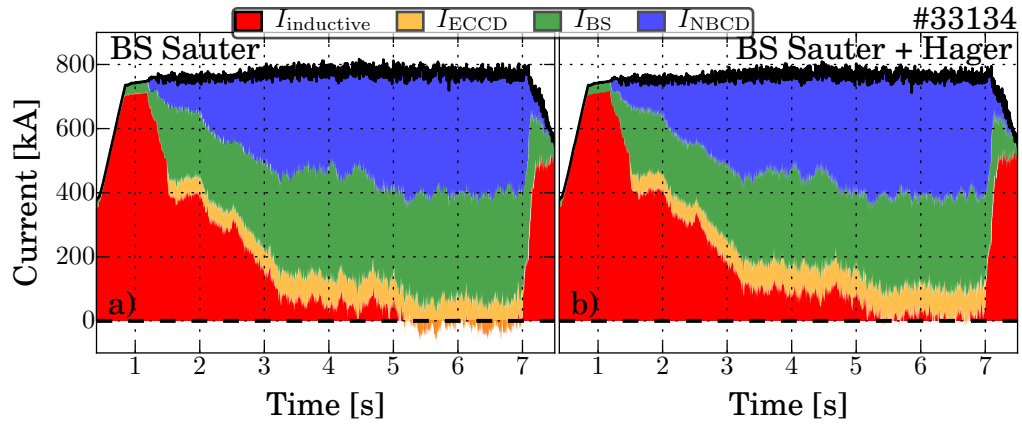 I_inductive I_ECCD I_BS I_NBCD
#33134
BS Sauter
BS Sauter + Hager
Current [kA]
800
600
400
200
0
a)
b)
1 2 3 4 5 6 7
1 2 3 4 5 6 7
Time [s]
Time [s]